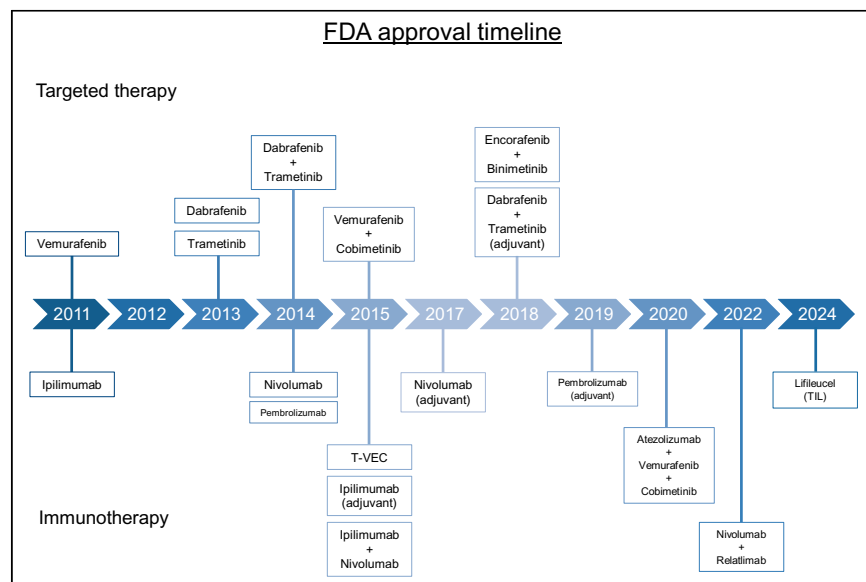 FDA approval timeline
Targeted therapy
Vemurafenib
Dabrafenib
Trametinib
Dabrafenib
+
Trametinib
Vemurafenib
+
Cobimetinib
Encorafenib
+
Binimetinib
Dabrafenib
+
Trametinib
(adjuvant)
2011 2012 2013 2014 2015 2017 2018 2019 2020 2022 2024
Ipilimumab
Nivolumab
Pembrolizumab
T-VEC
Ipilimumab
(adjuvant)
Ipilimumab
+
Nivolumab
Nivolumab
(adjuvant)
Pembrolizumab
(adjuvant)
Atezolizumab
+
Vemurafenib
+
Cobimetinib
Nivolumab
+
Relatlimab
Lifileucel
(TIL)
Immunotherapy